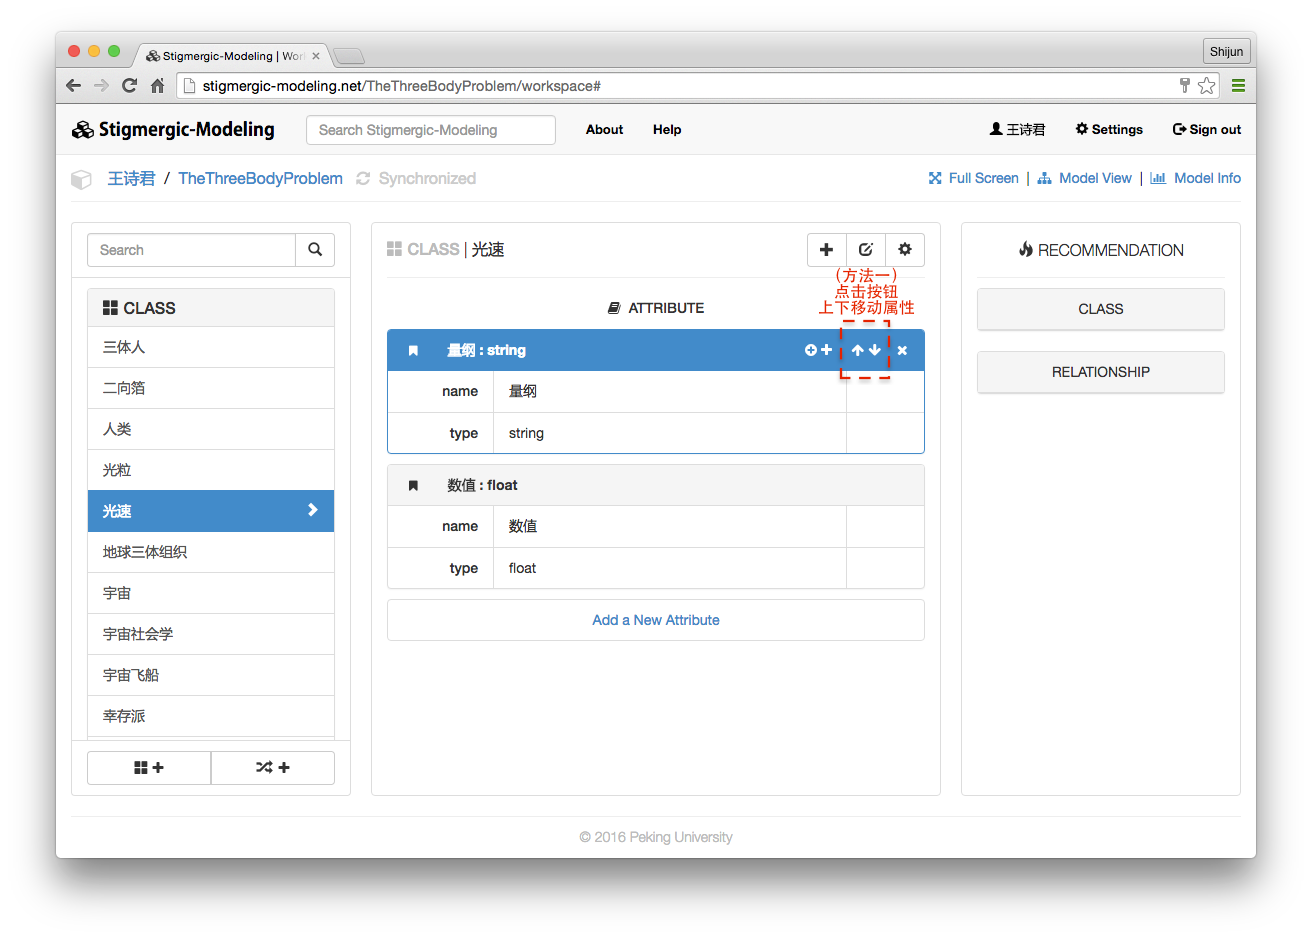 Stigmergic-Modeling | Wor
Shijun
stigmergic-modeling.net/TheThreeBodyProblem/workspace#
Stigmergic-Modeling
Search Stigmergic-Modeling
About
Help
王诗君
Settings
Sign out
王诗君 / TheThreeBodyProblem
Synchronized
Full Screen | Model View | Model Info
Search
CLASS
三体人
二向箔
人类
光粒
光速
地球三体组织
宇宙
宇宙社会学
宇宙飞船
幸存派
CLASS | 光速
(方法一)
点击按钮
上下移动属性
ATTRIBUTE
量纲 : string
name 量纲
type string
数值 : float
name 数值
type float
Add a New Attribute
RECOMMENDATION
CLASS
RELATIONSHIP
© 2016 Peking University